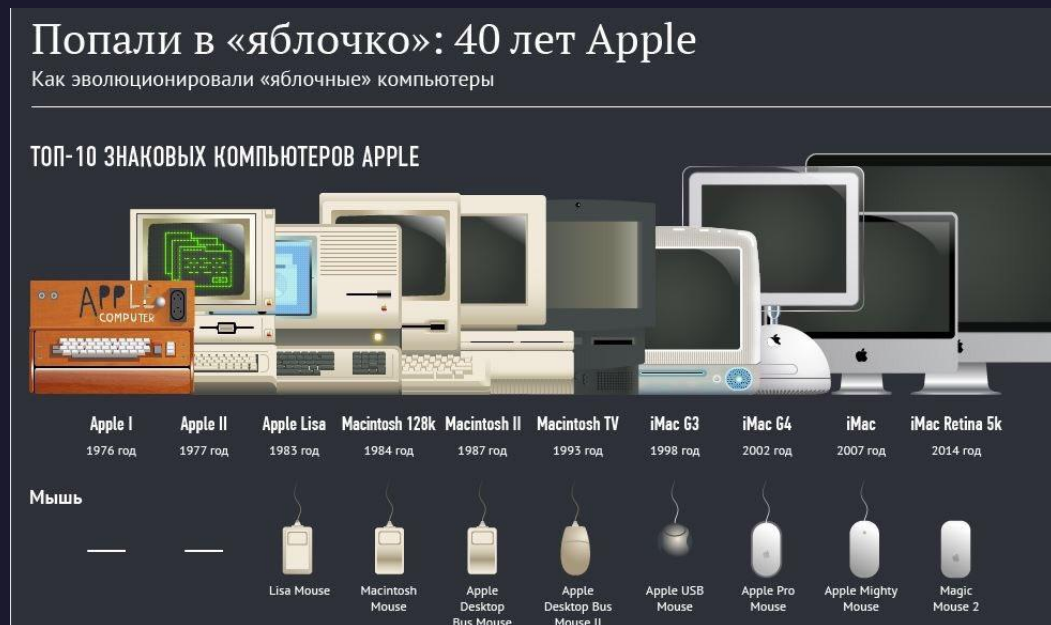 Попали в «яблочко»: 40 лет Apple
Как эволюционировали «яблочные» компьютеры
ТОП-10 ЗНАКОВЫХ КОМПЬЮТЕРОВ APPLE
APPLE
COMPUTER
Apple I Apple II Apple Lisa Macintosh 128k Macintosh II Macintosh TV iMac G3 iMac G4 iMac iMac Retina 5k
1976 год 1977 год 1983 год 1984 год 1987 год 1993 год 1998 год 2002 год 2007 год 2014 год
Мышь
Lisa Mouse Macintosh Apple Apple Apple USB Apple Pro Apple Mighty Magic
Mouse Desktop Desktop Bus Mouse Mouse Mouse Mouse 2
Bus Mouse Mouse II